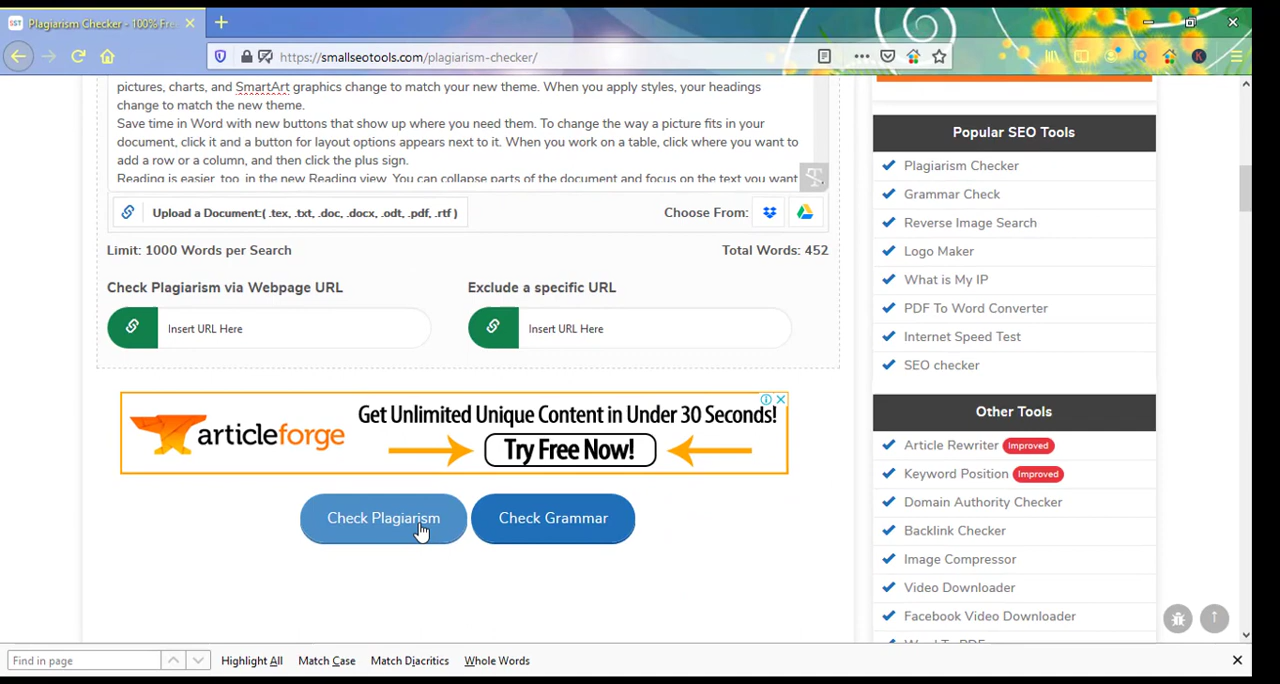 SST Plagiarism Checker - 100% Fre
https://smallseotools.com/plagiarism-checker/
pictures, charts, and SmartArt graphics change to match your new theme. When you apply styles, your headings
change to match the new theme.
Save time in Word with new buttons that show up where you need them. To change the way a picture fits in your
document, click it and a button for layout options appears next to it. When you work on a table, click where you want to
add a row or a column, and then click the plus sign.
Reading is easier, too, in the new Reading view. You can collapse parts of the document and focus on the text you want
Upload a Document:( .tex, .txt, .doc, .docx, .odt, .pdf, .rtf )
Choose From:
Limit: 1000 Words per Search
Total Words: 452
Check Plagiarism via Webpage URL
Exclude a specific URL
Insert URL Here
Insert URL Here
articleforge
Get Unlimited Unique Content in Under 30 Seconds!
Try Free Now!
Check Plagiarism
Check Grammar
Popular SEO Tools
Plagiarism Checker
Grammar Check
Reverse Image Search
Logo Maker
What is My IP
PDF To Word Converter
Internet Speed Test
SEO checker
Other Tools
Article Rewriter Improved
Keyword Position Improved
Domain Authority Checker
Backlink Checker
Image Compressor
Video Downloader
Facebook Video Downloader
Word To PDF
Find in page
Highlight All
Match Case
Match Diacritics
Whole Words